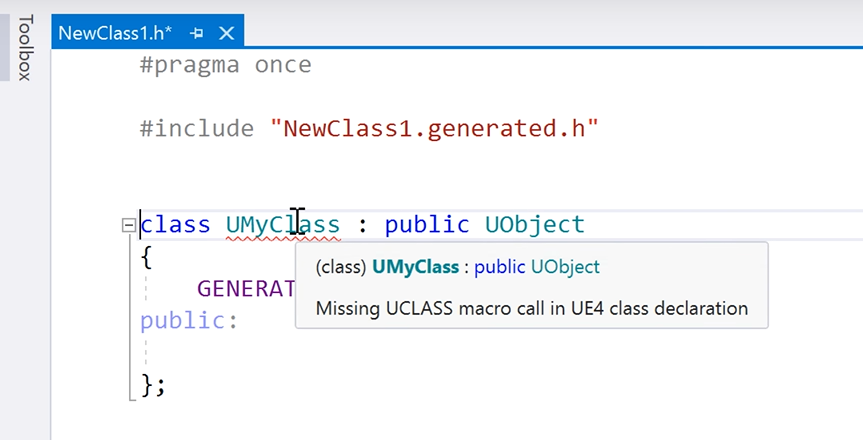 Toolbox
NewClass1.h*
#pragma once
#include "NewClass1.generated.h"
class UMyClass : public UObject
{
(class) UMyClass : public UObject
GENERAT
Missing UCLASS macro call in UE4 class declaration
public:
};